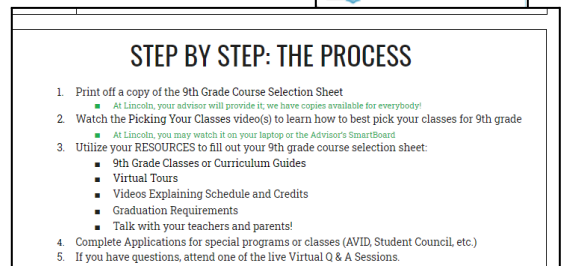 STEP BY STEP: THE PROCESS
1. Print off a copy of the 9th Grade Course Selection Sheet
■ At Lincoln, your advisor will provide it; we have copies available for everybody!
2. Watch the Picking Your Classes video(s) to learn how to best pick your classes for 9th grade
■ At Lincoln, you may watch it on your laptop or the Advisor's SmartBoard
3. Utilize your RESOURCES to fill out your 9th grade course selection sheet:
■ 9th Grade Classes or Curriculum Guides
■ Virtual Tours
■ Videos Explaining Schedule and Credits
■ Graduation Requirements
■ Talk with your teachers and parents!
4. Complete Applications for special programs or classes (AVID, Student Council, etc.)
5. If you have questions, attend one of the live Virtual Q & A Sessions.